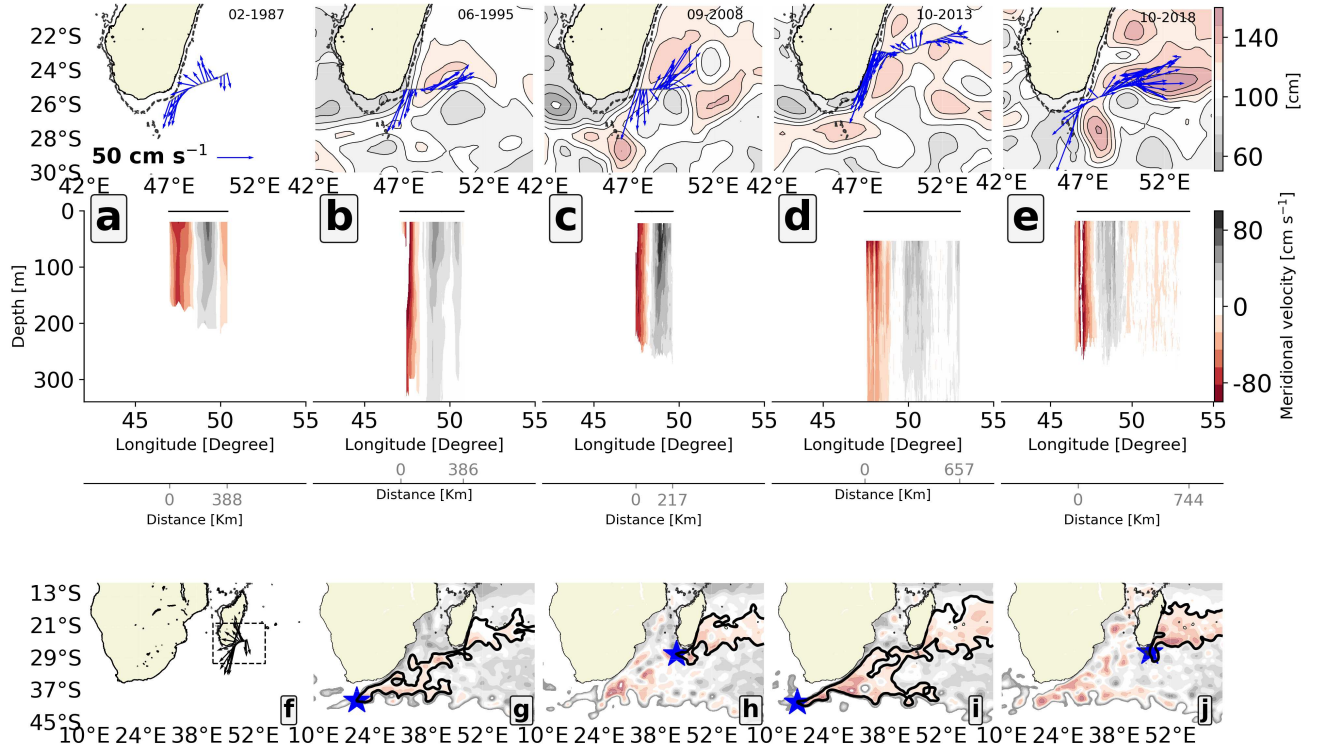 02-1987
06-1995
09-2008
10-2013
10-2018
22°S
24°S
26°S
28°S
30°S
50 cm s⁻¹
140
100
60
[cm]
42°E 47°E 52°E 42°E 47°E 52°E 42°E 47°E 52°E 42°E 47°E 52°E 42°E 47°E 52°E
a
b
c
d
e
0
100
200
300
Depth [m]
80
0
-80
Meridional velocity [cm s⁻¹]
45 50 55 45 50 55 45 50 55 45 50 55 45 50 55
Longitude [Degree] Longitude [Degree] Longitude [Degree] Longitude [Degree] Longitude [Degree]
0 386
0 657
Distance [Km]
Distance [Km]
0 388
0 217
0 744
Distance [Km]
Distance [Km]
Distance [Km]
13°S
21°S
29°S
37°S
45°S
f
g
h
i
j
10°E 24°E 38°E 52°E 10°E 24°E 38°E 52°E 10°E 24°E 38°E 52°E 10°E 24°E 38°E 52°E 10°E 24°E 38°E 52°E